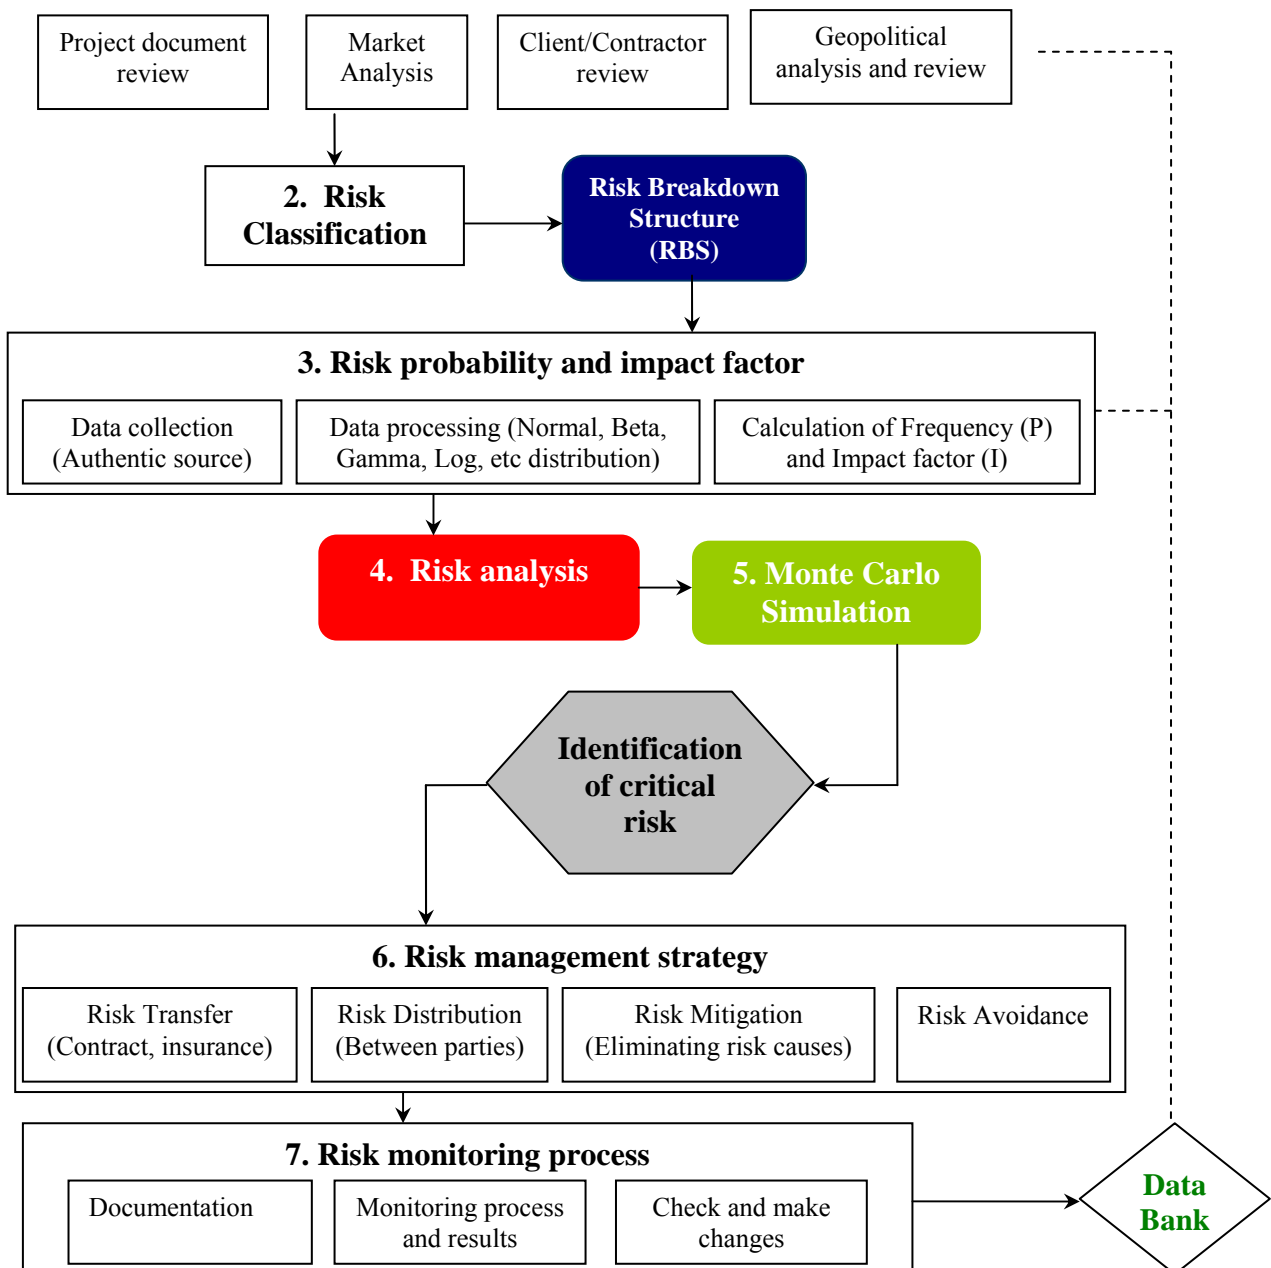 Project document
review
Market
Analysis
Client/Contractor
review
Geopolitical
analysis and review
2. Risk
Classification
Risk Breakdown
Structure
(RBS)
3. Risk probability and impact factor
Data collection
(Authentic source)
Data processing (Normal, Beta,
Gamma, Log, etc distribution)
Calculation of Frequency (P)
and Impact factor (I)
4. Risk analysis
5. Monte Carlo
Simulation
Identification
of critical
risk
6. Risk management strategy
Risk Transfer
(Contract, insurance)
Risk Distribution
(Between parties)
Risk Mitigation
(Eliminating risk causes)
Risk Avoidance
7. Risk monitoring process
Documentation
Monitoring process
and results
Check and make
changes
Data
Bank